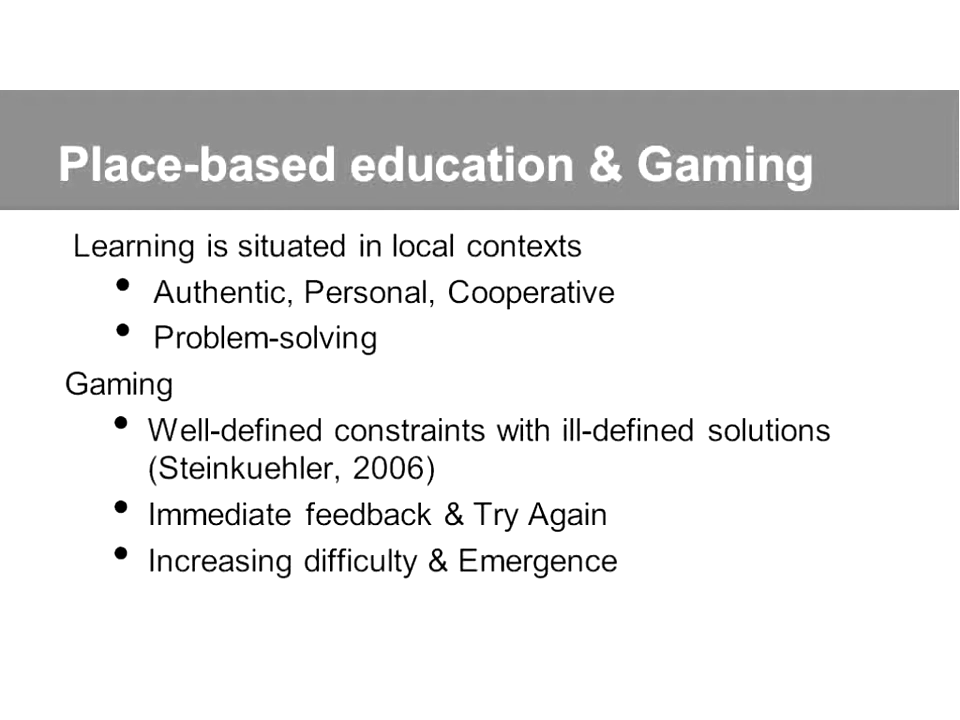 Place-based education & Gaming
Learning is situated in local contexts
• Authentic, Personal, Cooperative
• Problem-solving
Gaming
• Well-defined constraints with ill-defined solutions
(Steinkuehler, 2006)
• Immediate feedback & Try Again
• Increasing difficulty & Emergence